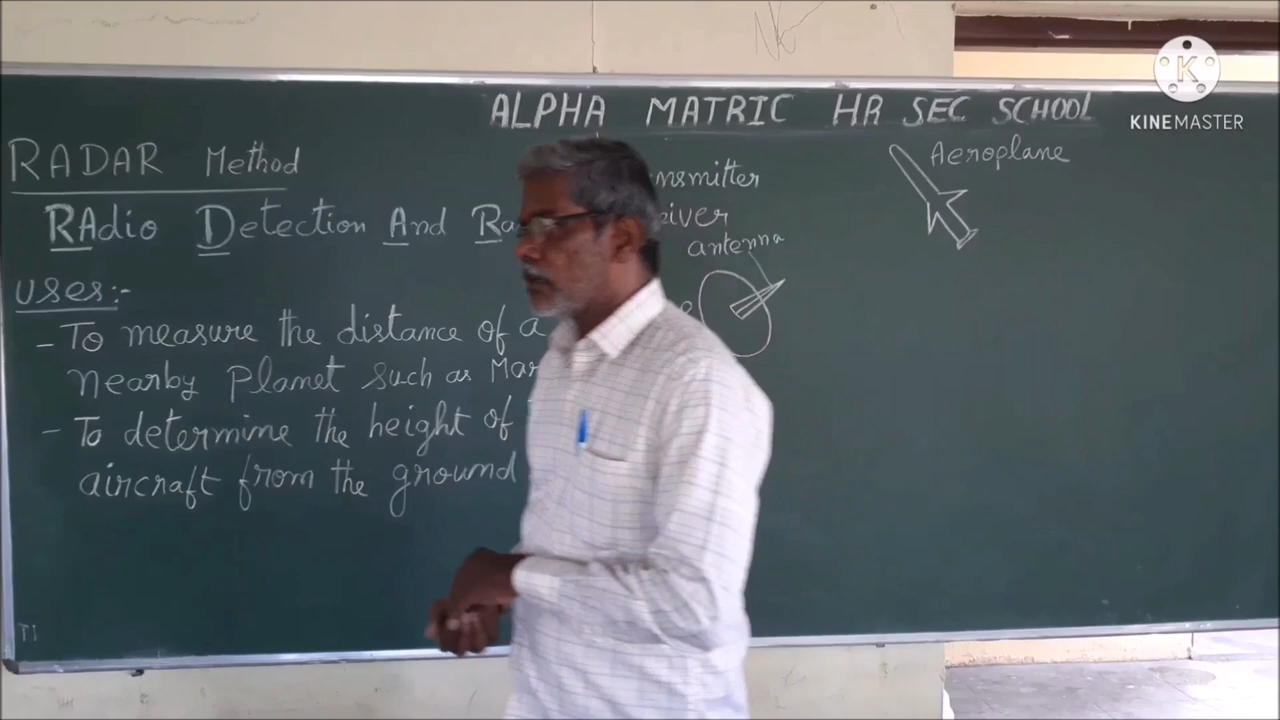 ALPHA MATRIC HR SEC SCHOOL
RADAR Method
RAdio Detection And Ra
uses:-
- To measure the distance of a
nearby planet such as Mar
- To determine the height of
aircraft from the ground
nsmitter
eiver
antenna
Aeroplane
K
KINEMASTER